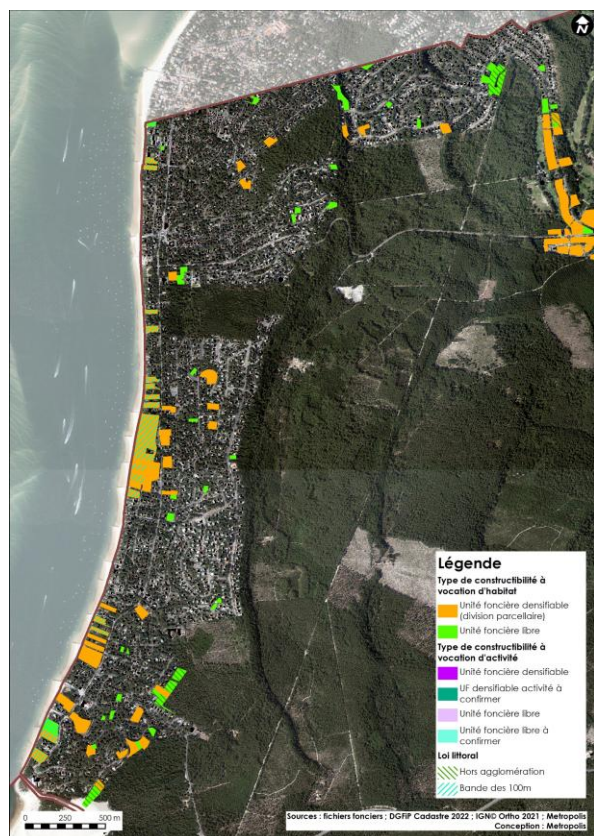 N
Légende
Type de constructibilité à
vocation d'habitat
Unité foncière densifiable
(division parcellaire)
Unité foncière libre
Type de constructibilité à
vocation d'activité
Unité foncière densifiable
UF densifiable activité à
confirmer
Unité foncière libre
Unité foncière libre à
confirmer
Loi littoral
Hors agglomération
Bande des 100m
0 250 500 m
Sources : fichiers fonciers ; DGFiP Cadastre 2022 ; IGN© Ortho 2021 ; Metropolis
Conception : Metropolis